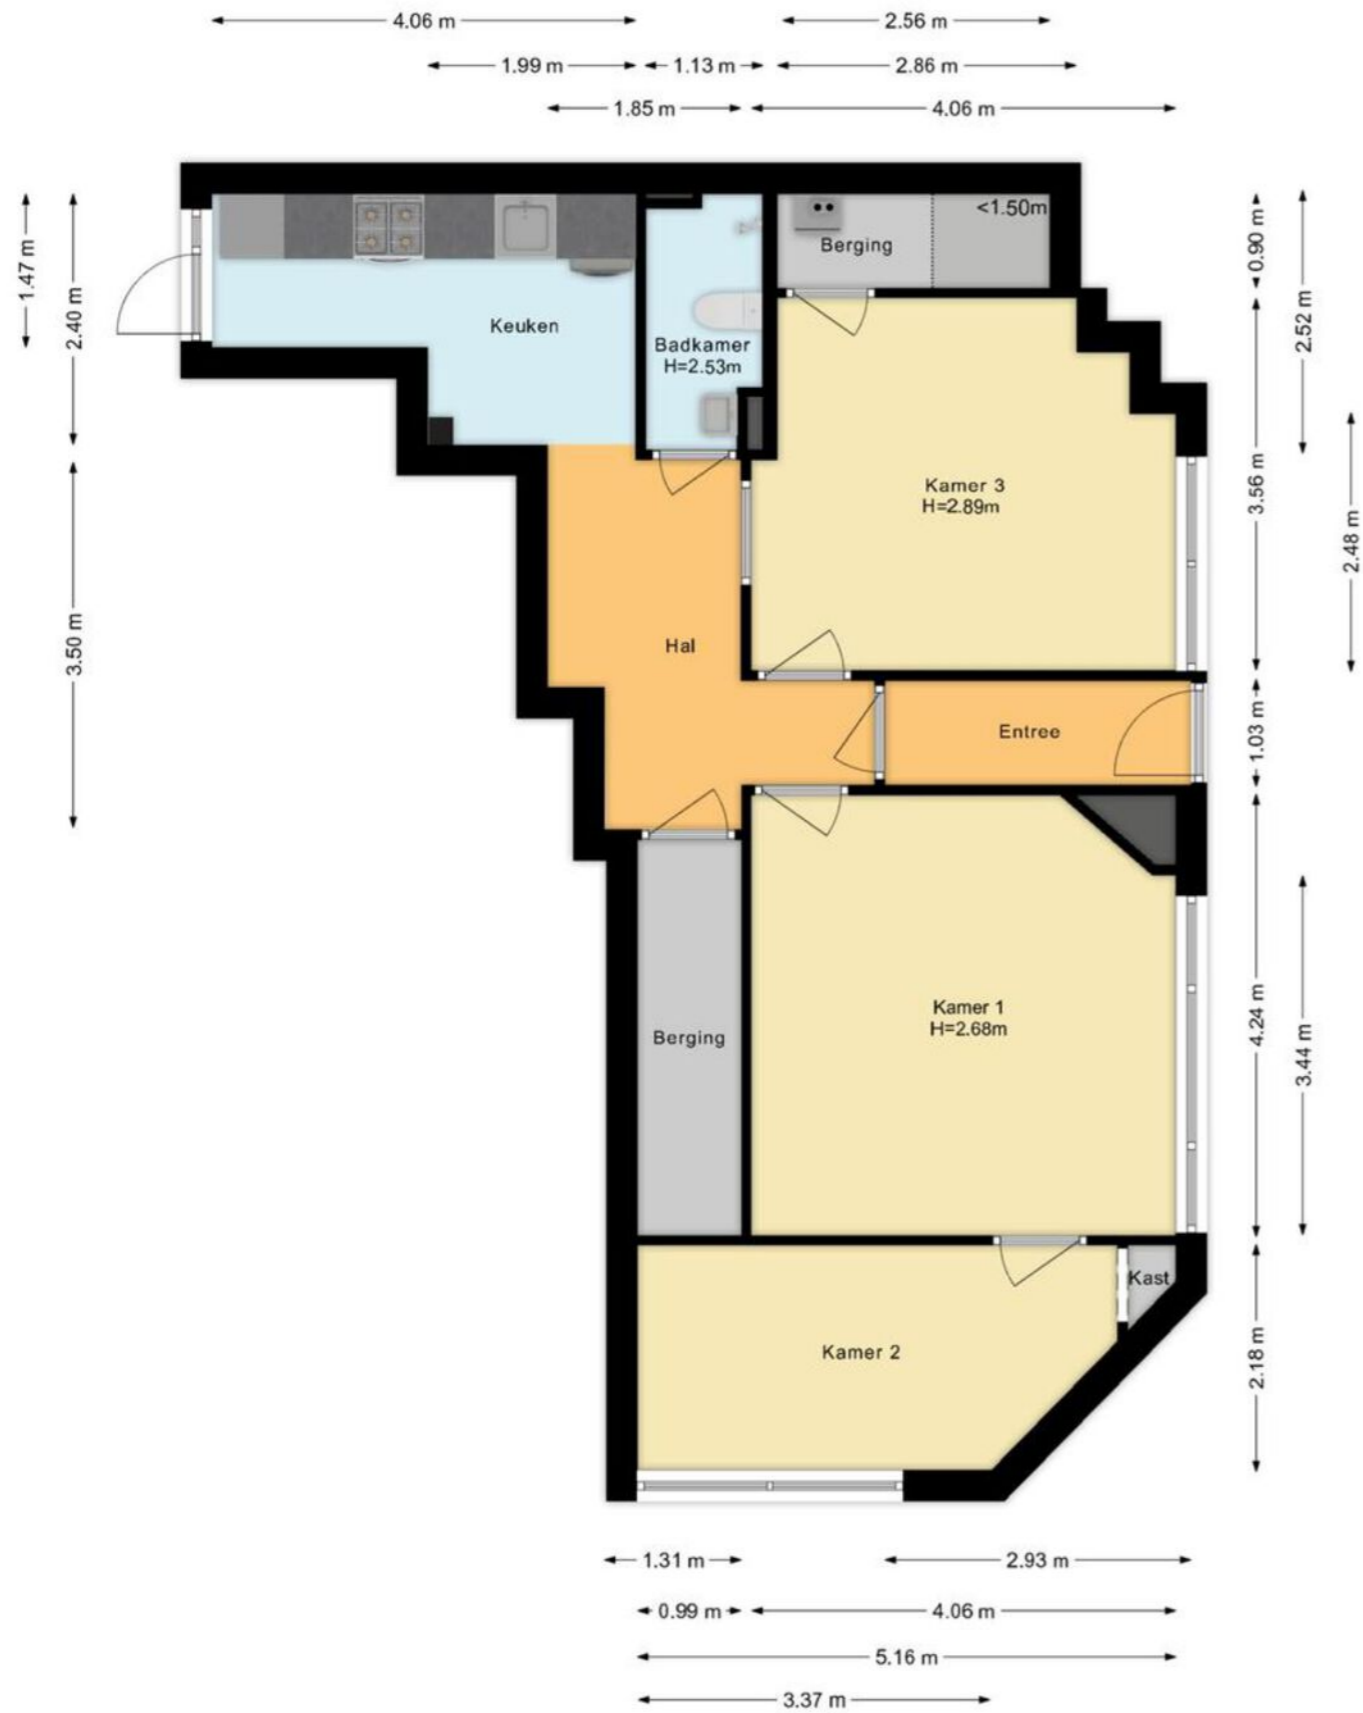 4.06 m
2.56 m
1.99 m
1.13 m
2.86 m
1.85 m
4.06 m
1.47 m
2.40 m
3.50 m
<1.50m
Berging
Keuken
Badkamer
H=2.53m
0.90 m
2.52 m
Kamer 3
H=2.89m
3.56 m
2.48 m
Hal
Entree
1.03 m
Kamer 1
H=2.68m
Berging
4.24 m
3.44 m
Kast
Kamer 2
2.18 m
1.31 m
2.93 m
0.99 m
4.06 m
5.16 m
3.37 m